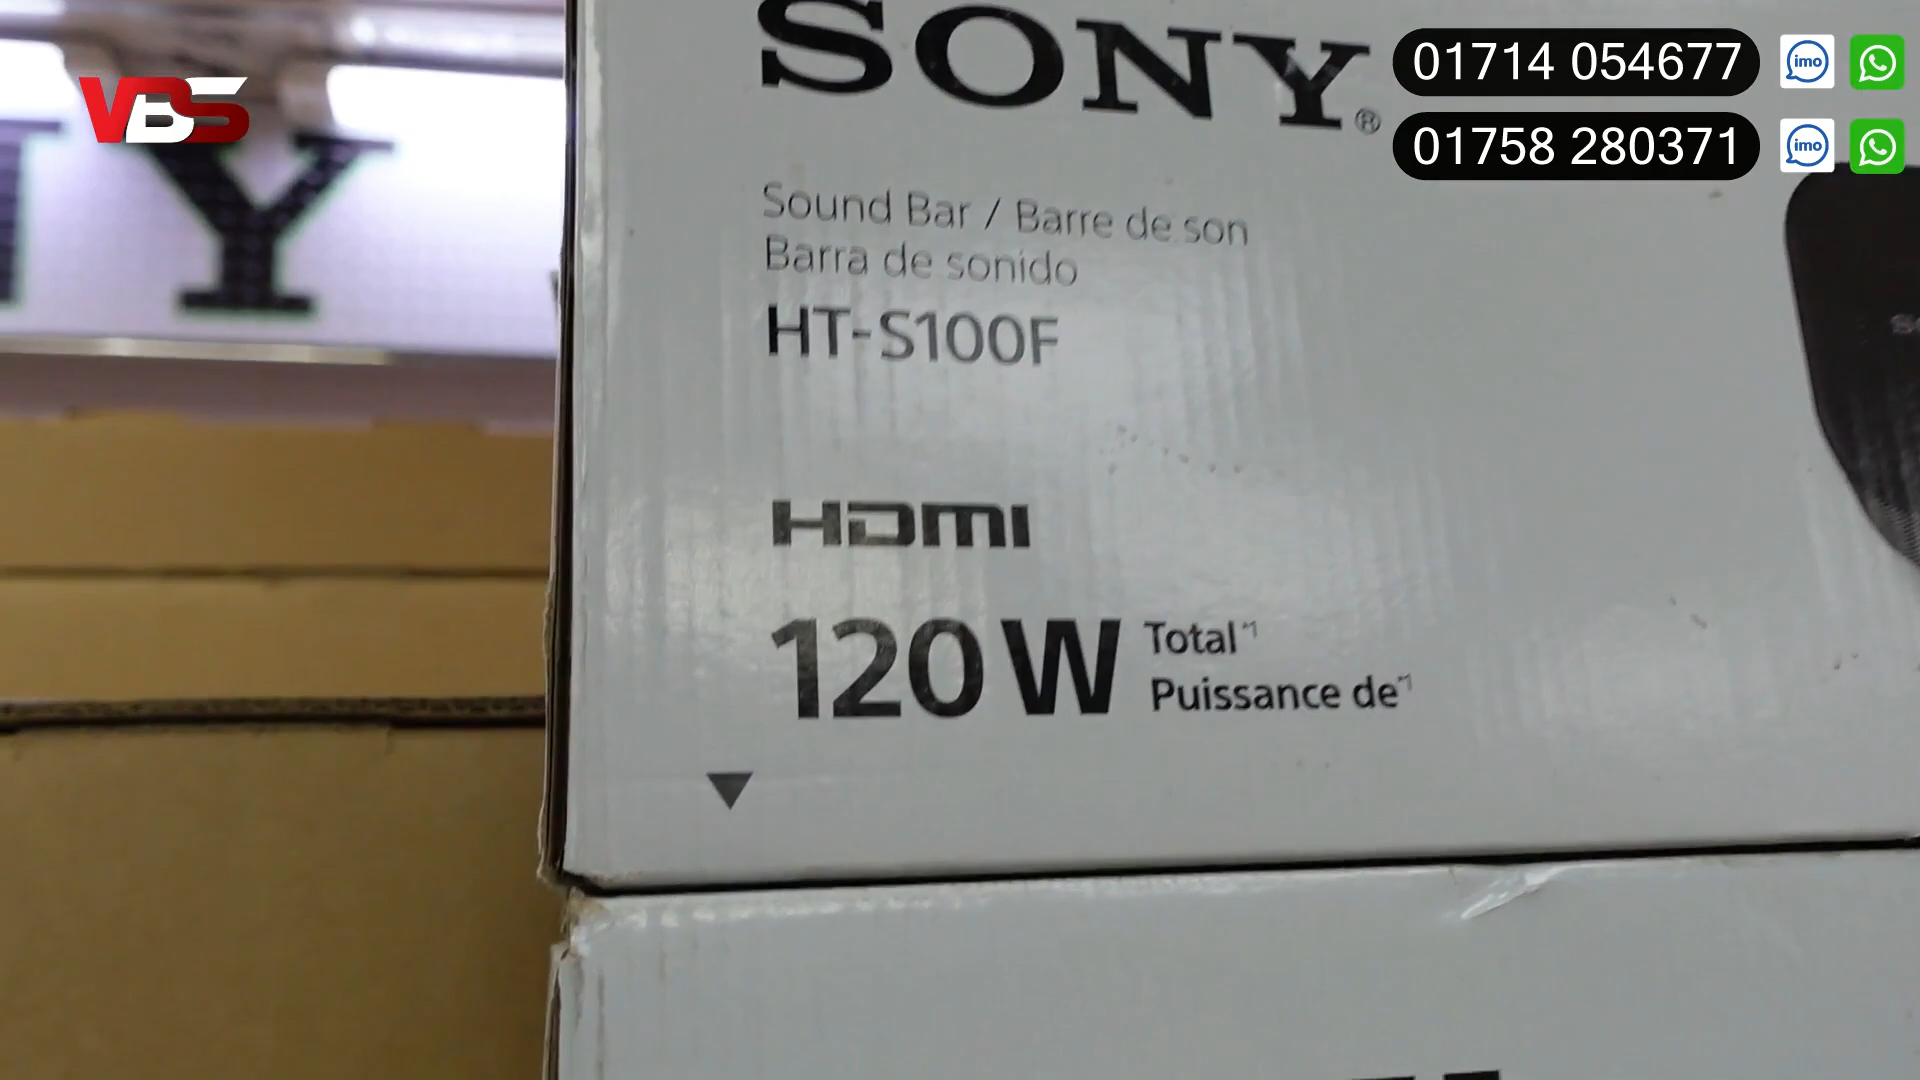 VBS
Y
SONY®
01714 054677
imo
01758 280371
imo
Sound Bar / Barre de son
Barra de sonido
HT-S100F
HDMI
120 W Total*1
Puissance de*1